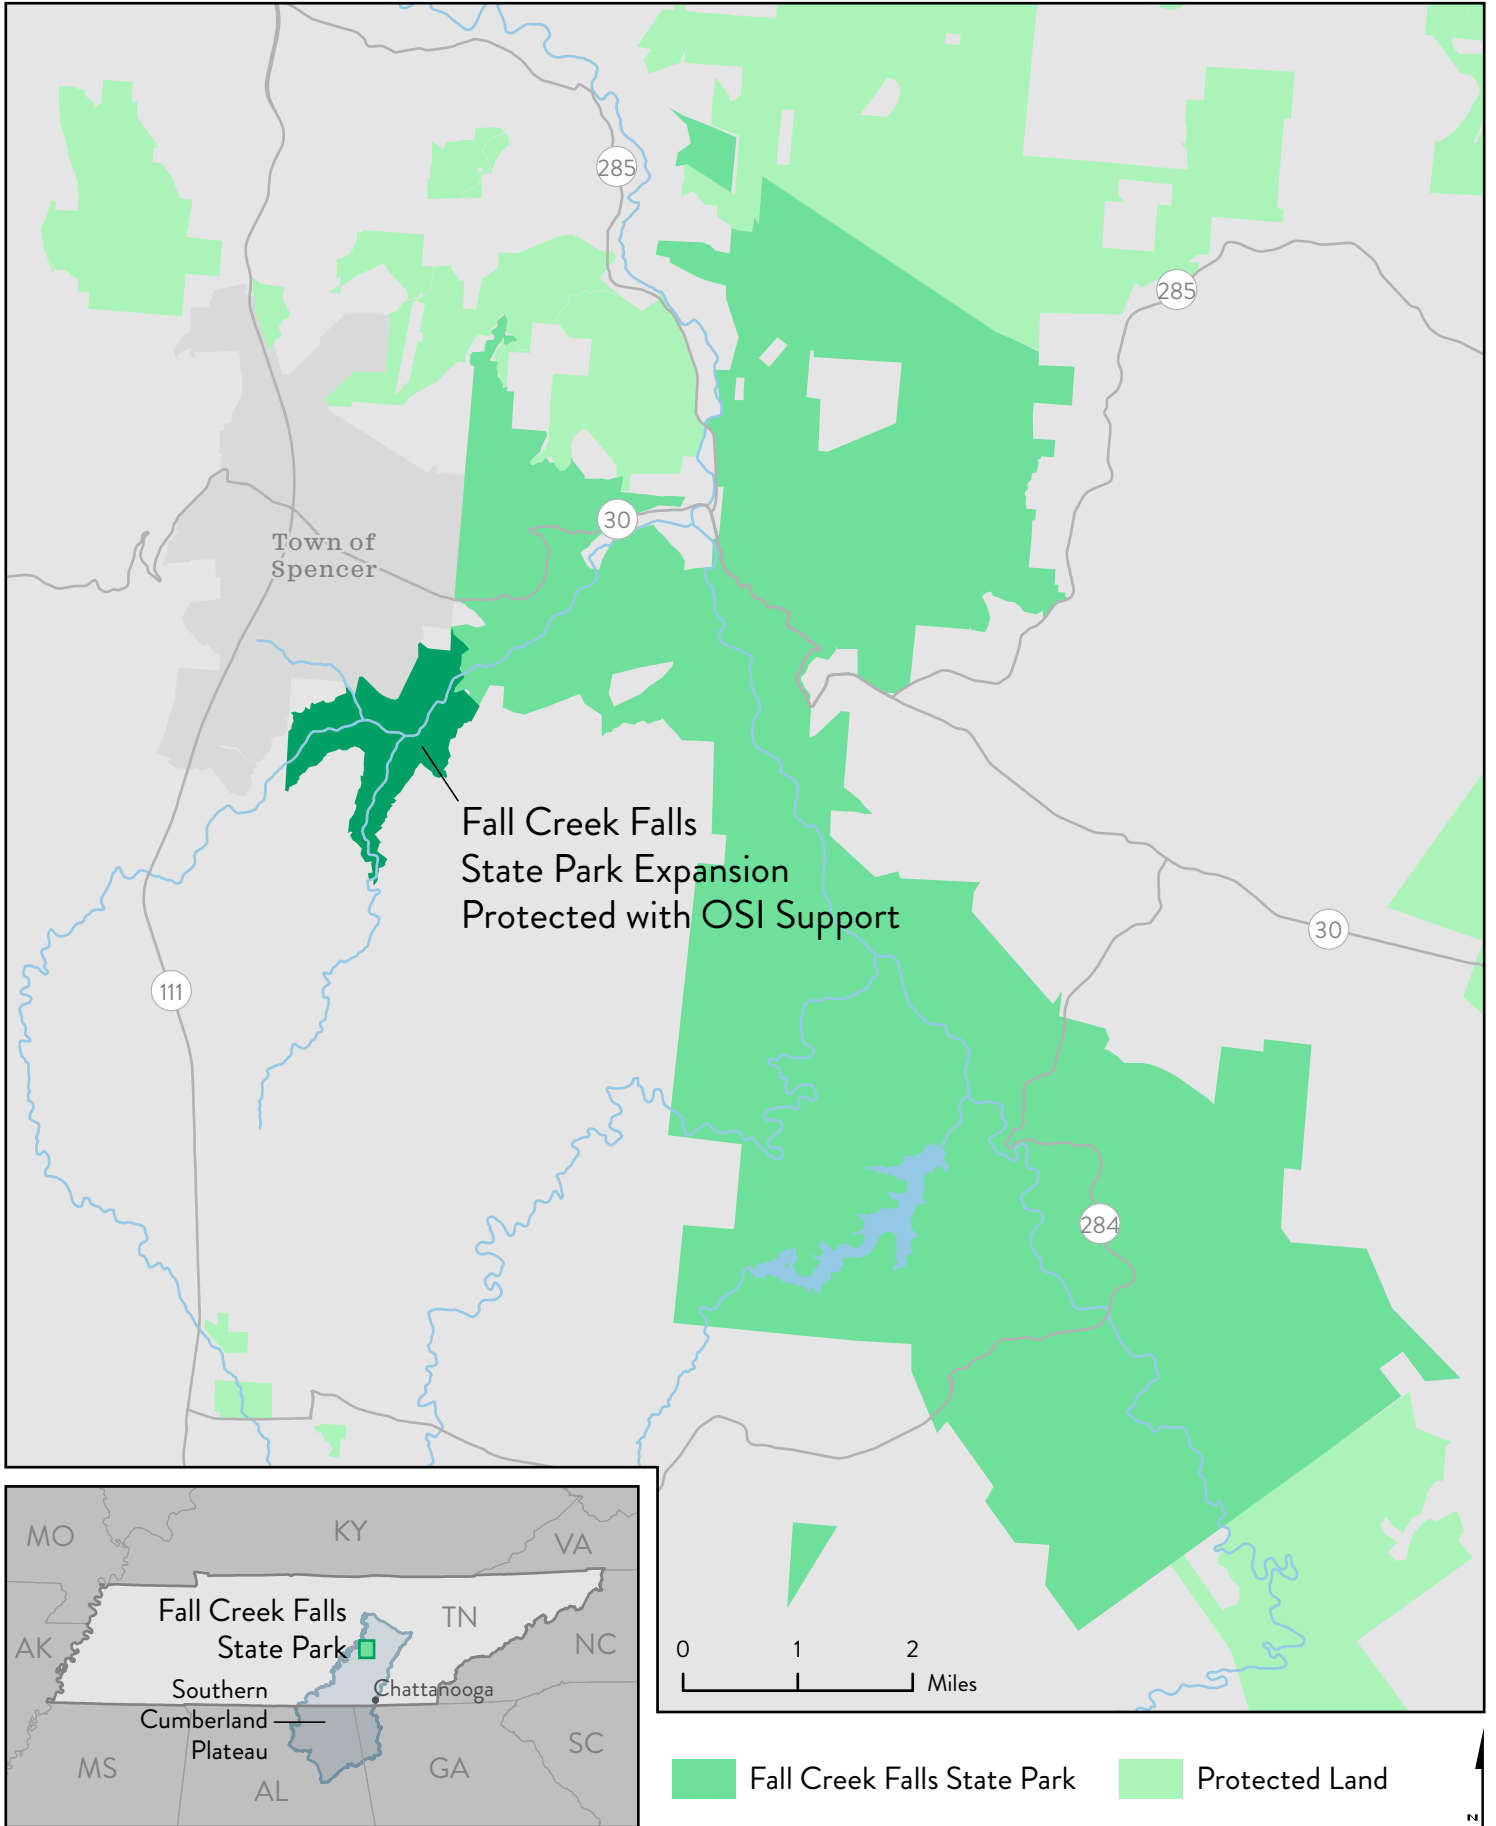 285
285
30
Town of
Spencer
Fall Creek Falls
State Park Expansion
Protected with OSI Support
30
111
284
MO
KY
VA
Fall Creek Falls
State Park
TN
AK
NC
Southern
Cumberland
Plateau
Chattanooga
MS
AL
GA
SC
0 1 2
Miles
Fall Creek Falls State Park
Protected Land
N